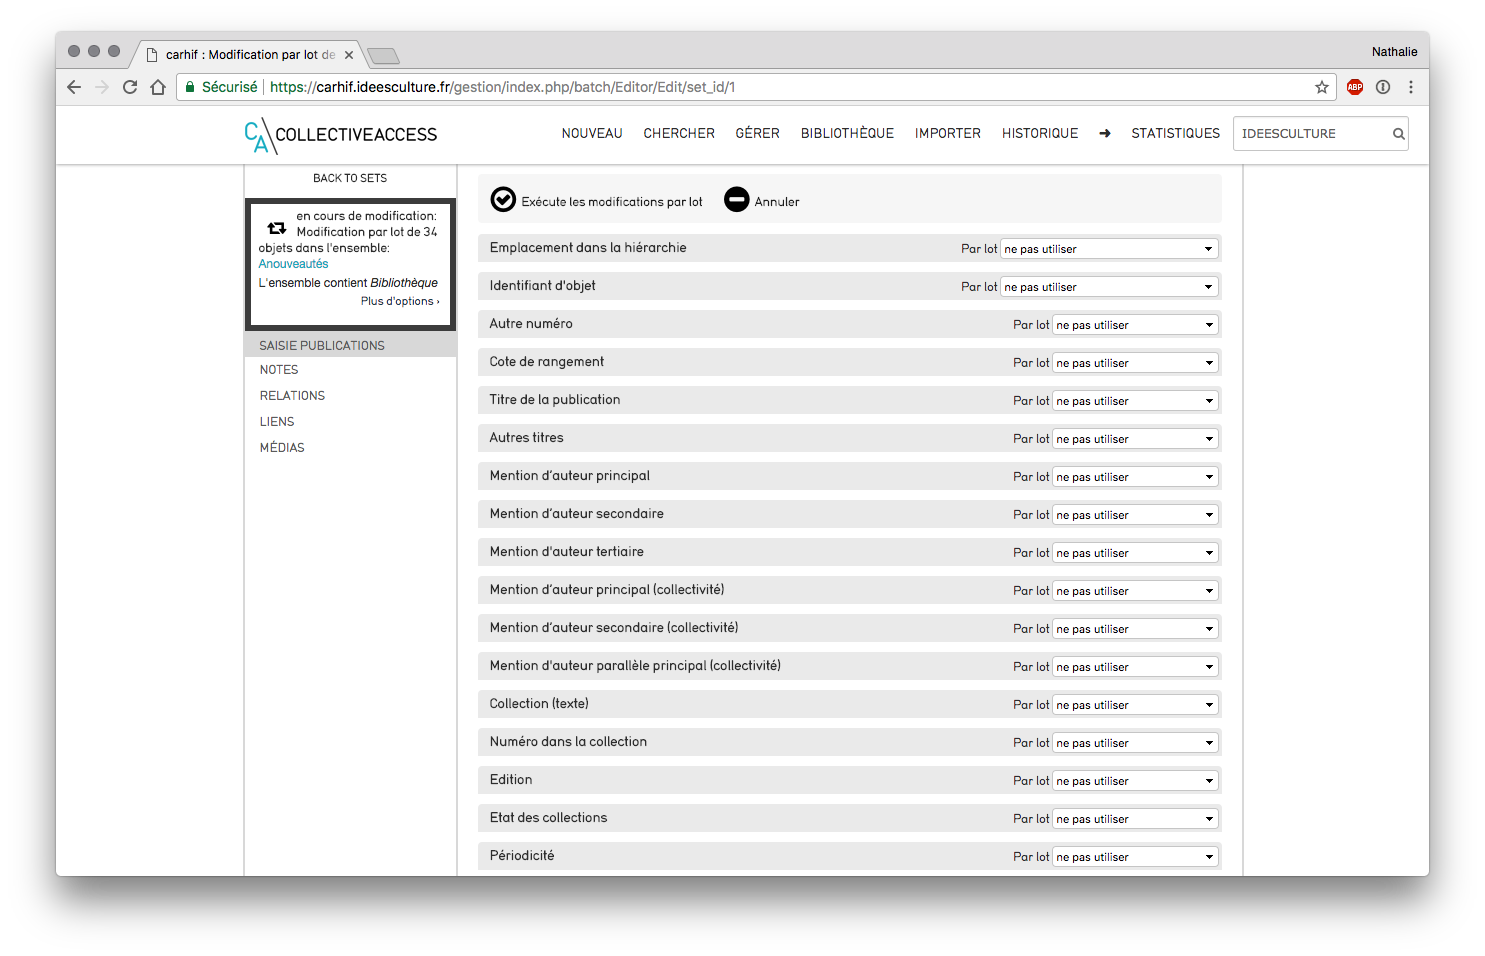 carhif : Modification par lot de
Nathalie
Sécurisé https://carhif.ideesculture.fr/gestion/index.php/batch/Editor/Edit/set_id/1
ABP
CA COLLECTIVEACCESS
NOUVEAU CHERCHER GÉRER BIBLIOTHÈQUE IMPORTER HISTORIQUE ➔ STATISTIQUES IDEESCULTURE
BACK TO SETS
en cours de modification:
Modification par lot de 34
objets dans l'ensemble:
Anouveautés
L'ensemble contient Bibliothèque
Plus d'options ›
SAISIE PUBLICATIONS
NOTES
RELATIONS
LIENS
MÉDIAS
Exécute les modifications par lot Annuler
Emplacement dans la hiérarchie Par lot ne pas utiliser
Identifiant d'objet Par lot ne pas utiliser
Autre numéro Par lot ne pas utiliser
Cote de rangement Par lot ne pas utiliser
Titre de la publication Par lot ne pas utiliser
Autres titres Par lot ne pas utiliser
Mention d'auteur principal Par lot ne pas utiliser
Mention d'auteur secondaire Par lot ne pas utiliser
Mention d'auteur tertiaire Par lot ne pas utiliser
Mention d'auteur principal (collectivité) Par lot ne pas utiliser
Mention d'auteur secondaire (collectivité) Par lot ne pas utiliser
Mention d'auteur parallèle principal (collectivité) Par lot ne pas utiliser
Collection (texte) Par lot ne pas utiliser
Numéro dans la collection Par lot ne pas utiliser
Edition Par lot ne pas utiliser
Etat des collections Par lot ne pas utiliser
Périodicité Par lot ne pas utiliser